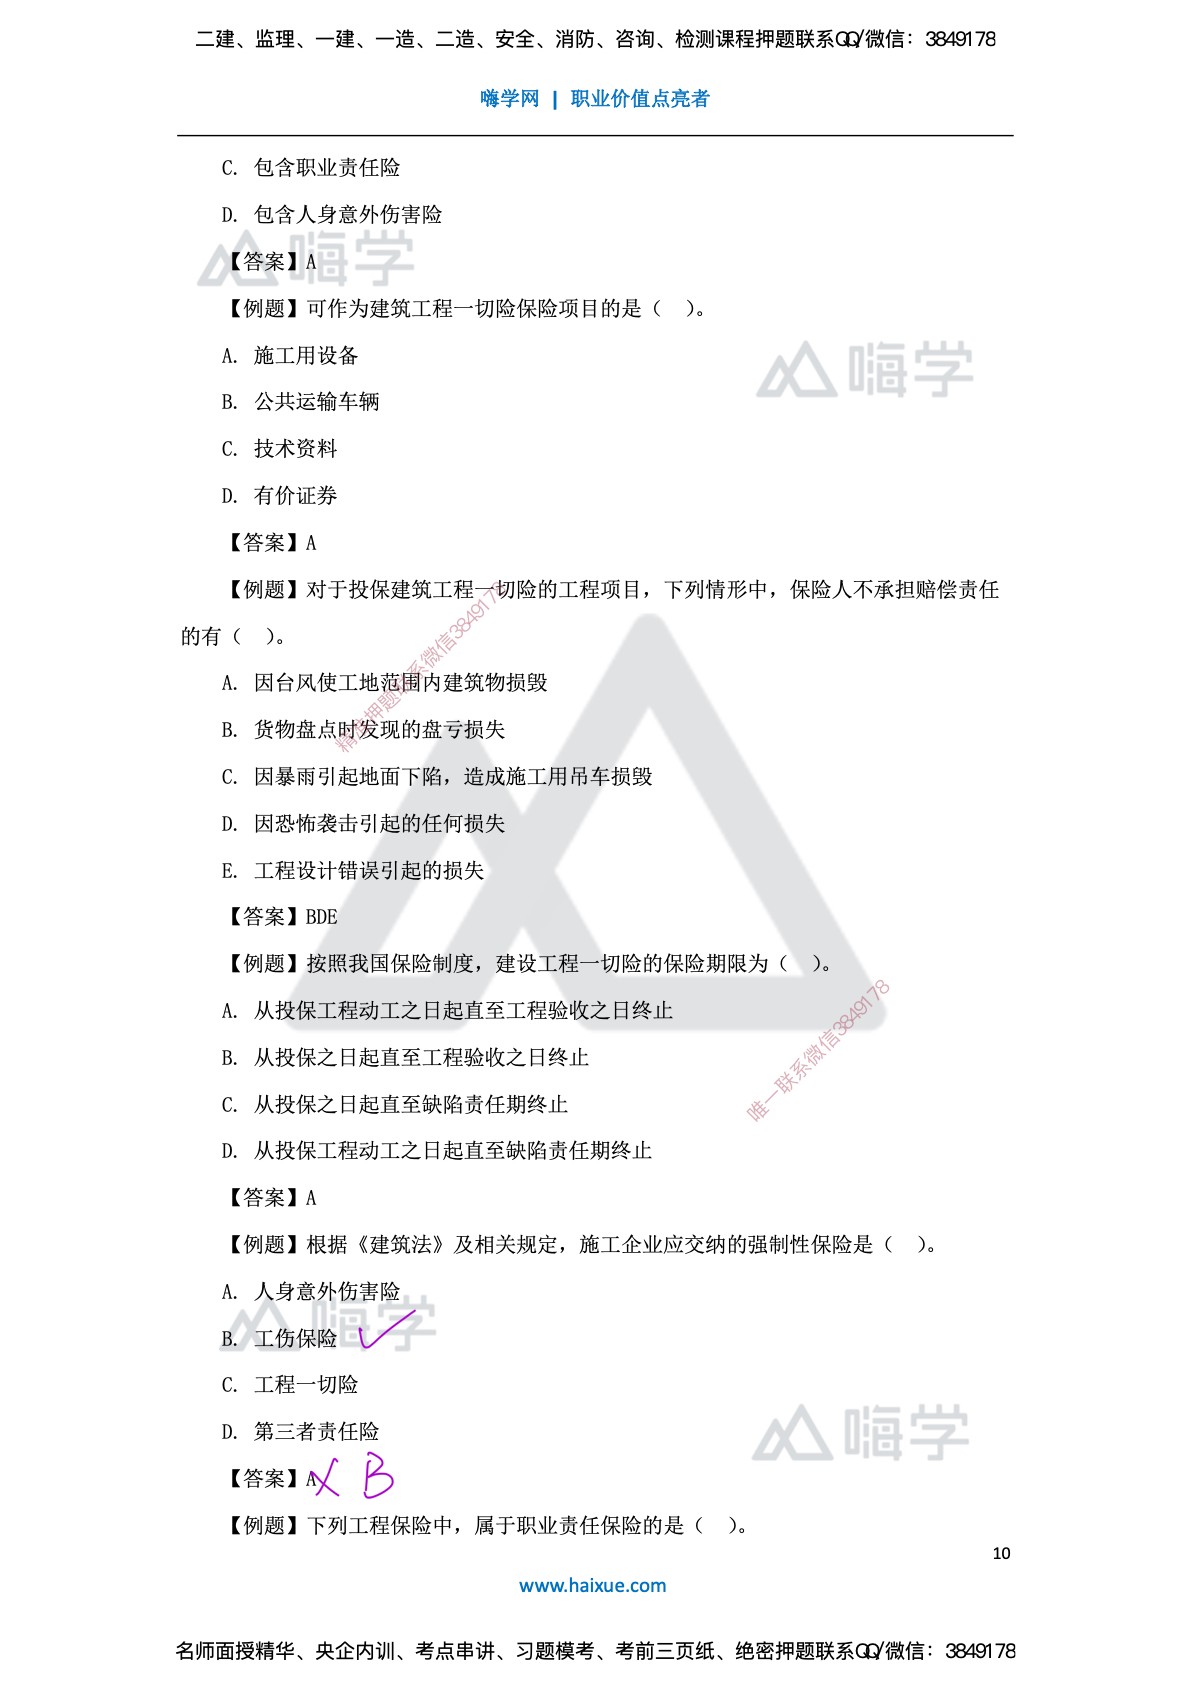 二建、监理、一建、一造、二造、安全、消防、咨询、检测课程押题联系QQ/微信：3849178
嗨学网 | 职业价值点亮者
C. 包含职业责任险
D. 包含人身意外伤害险
嗨学
【答案】A
【例题】可作为建筑工程一切险保险项目的是（ ）。
A. 施工用设备
嗨学
B. 公共运输车辆
C. 技术资料
D. 有价证券
【答案】A
【例题】对于投保建筑工程一切险的工程项目，下列情形中，保险人不承担赔偿责任
的有（ ）。
精准押题联系微信3849178
A. 因台风使工地范围内建筑物损毁
B. 货物盘点时发现的盘亏损失
C. 因暴雨引起地面下陷，造成施工用吊车损毁
D. 因恐怖袭击引起的任何损失
E. 工程设计错误引起的损失
【答案】BDE
【例题】按照我国保险制度，建设工程一切险的保险期限为（ ）。
A. 从投保工程动工之日起直至工程验收之日终止
唯一联系微信3849178
B. 从投保之日起直至工程验收之日终止
C. 从投保之日起直至缺陷责任期终止
D. 从投保工程动工之日起直至缺陷责任期终止
【答案】A
【例题】根据《建筑法》及相关规定，施工企业应交纳的强制性保险是（ ）。
A. 人身意外伤害险
嗨学
B. 工伤保险 ✓
C. 工程一切险
D. 第三者责任险
嗨学
【答案】A × B
【例题】下列工程保险中，属于职业责任保险的是（ ）。
10
www.haixue.com
名师面授精华、央企内训、考点串讲、习题模考、考前三页纸、绝密押题联系QQ/微信：3849178